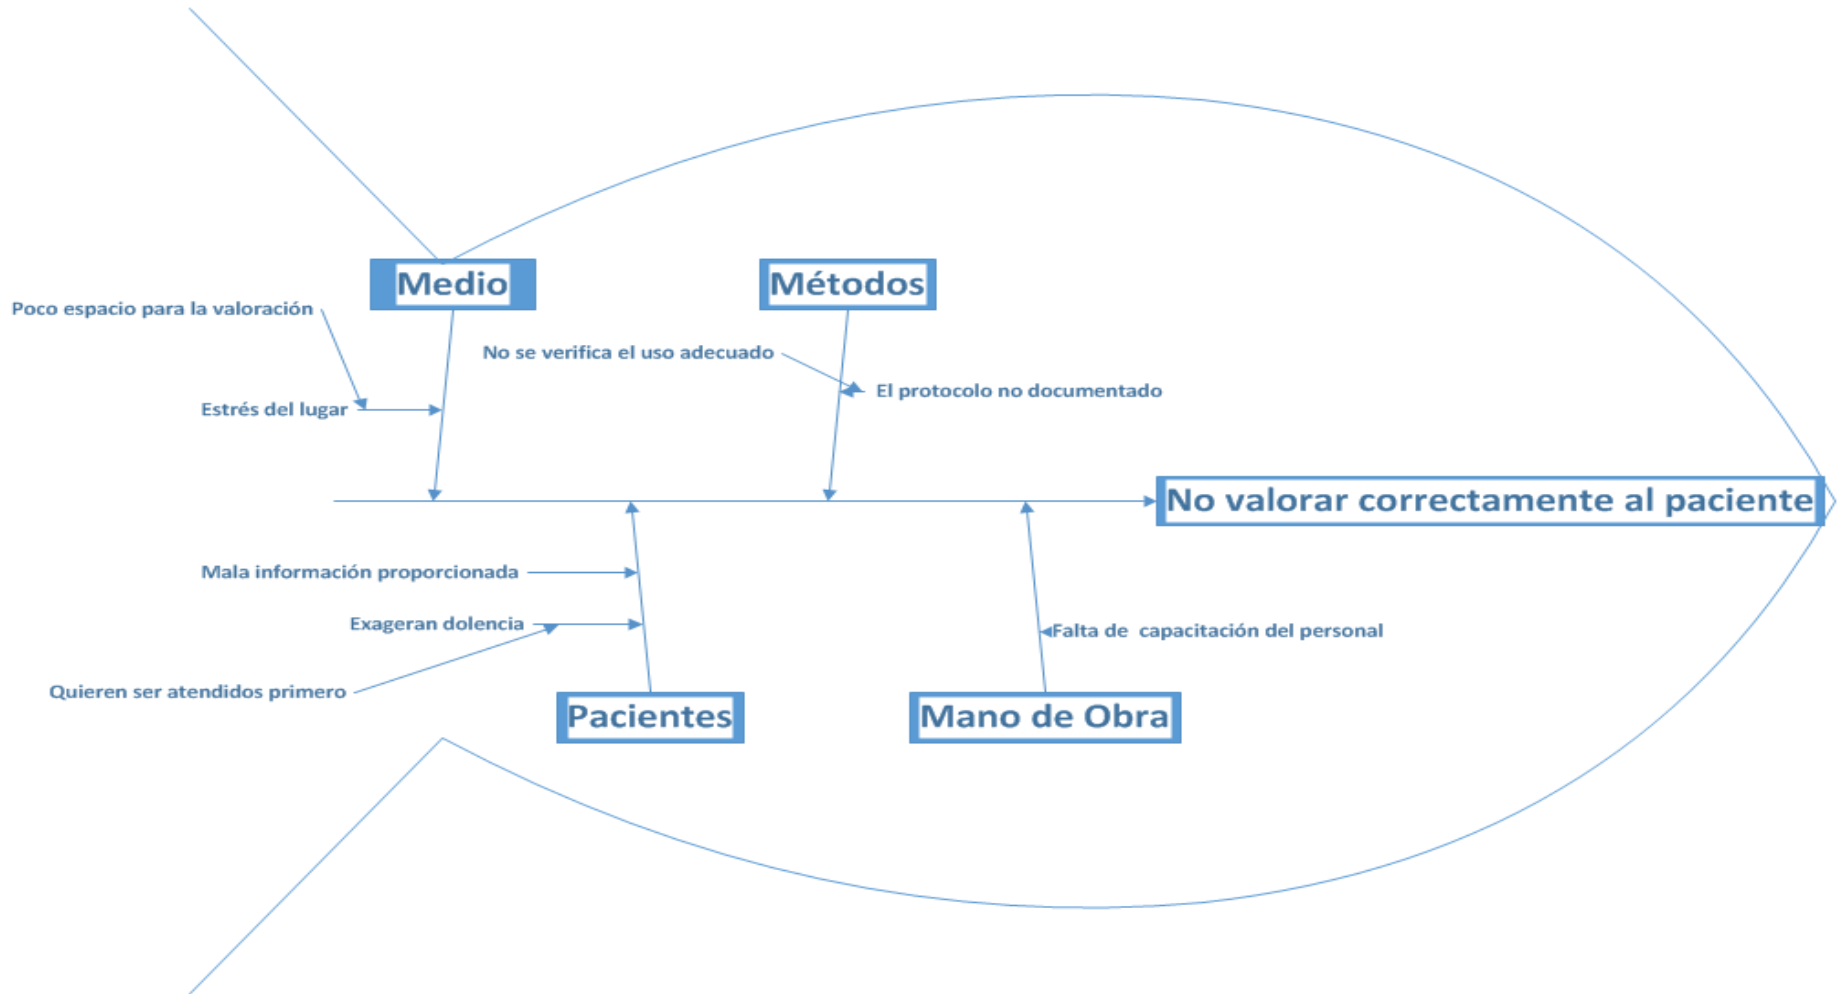 Medio
Métodos
Poco espacio para la valoración
No se verifica el uso adecuado
El protocolo no documentado
Estrés del lugar
No valorar correctamente al paciente
Mala información proporcionada
Exageran dolencia
Falta de capacitación del personal
Quieren ser atendidos primero
Pacientes
Mano de Obra